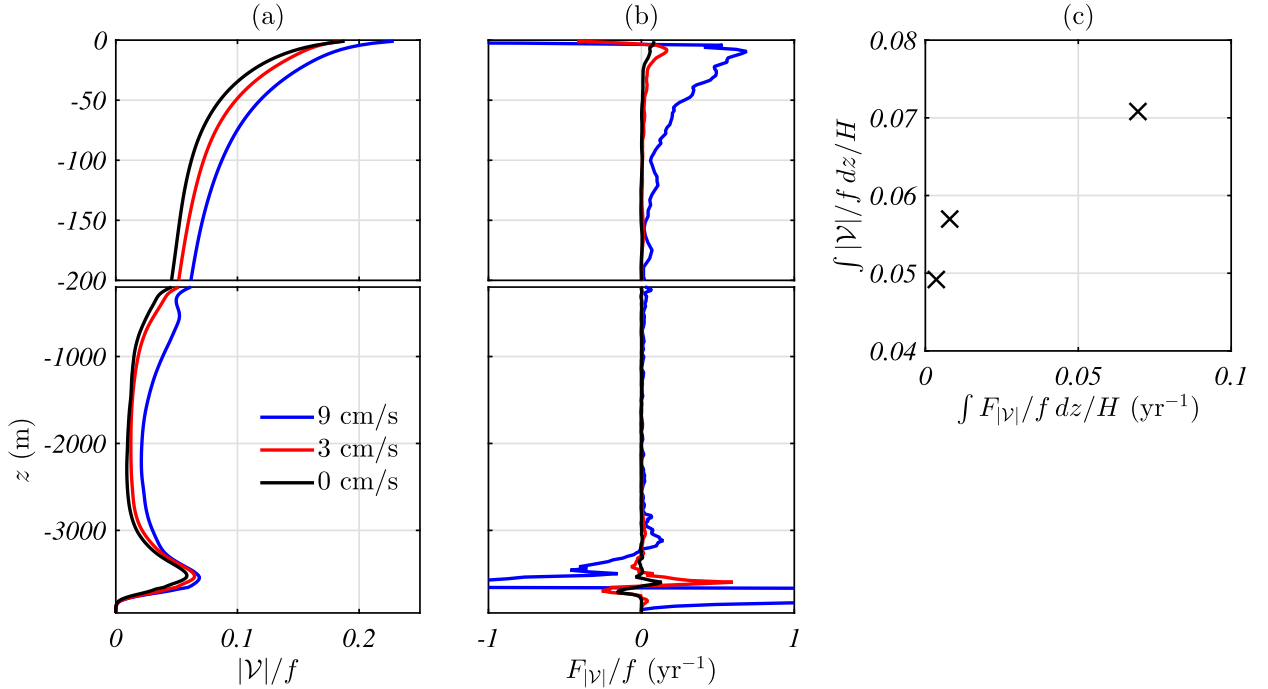 (a)
(b)
(c)
0
-50
-100
-150
-200
-1000
-2000
-3000
z (m)
9 cm/s
3 cm/s
0 cm/s
0 0.1 0.2
|𝒱|/f
-1 0 1
F|𝒱|/f (yr⁻¹)
0.08
0.07
0.06
0.05
0.04
∫ |𝒱|/f dz/H
0 0.05 0.1
∫ F|𝒱|/f dz/H (yr⁻¹)